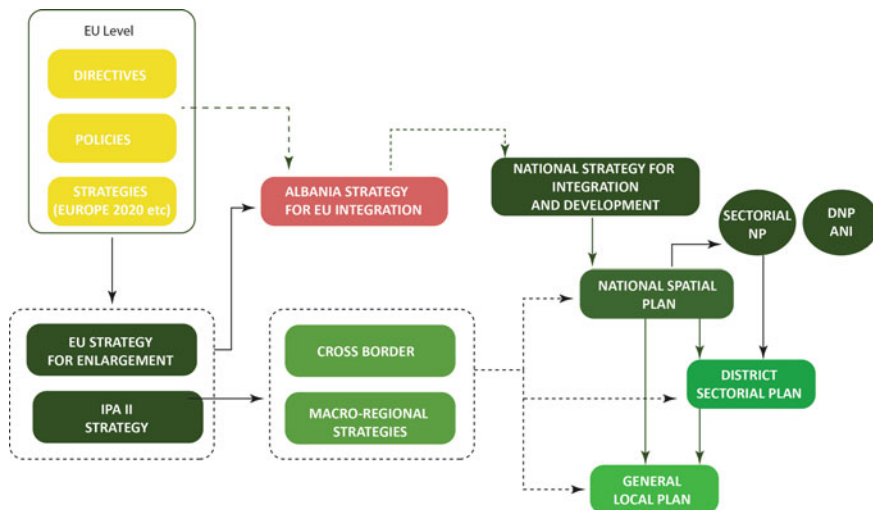 EU Level
DIRECTIVES
POLICIES
STRATEGIES
(EUROPE 2020 etc)
ALBANIA STRATEGY
FOR EU INTEGRATION
NATIONAL STRATEGY FOR
INTEGRATION
AND DEVELOPMENT
SECTORIAL
NP
DNP
ANI
NATIONAL SPATIAL
PLAN
EU STRATEGY
FOR ENLARGEMENT
IPA II
STRATEGY
CROSS BORDER
MACRO-REGIONAL
STRATEGIES
DISTRICT
SECTORIAL PLAN
GENERAL
LOCAL PLAN